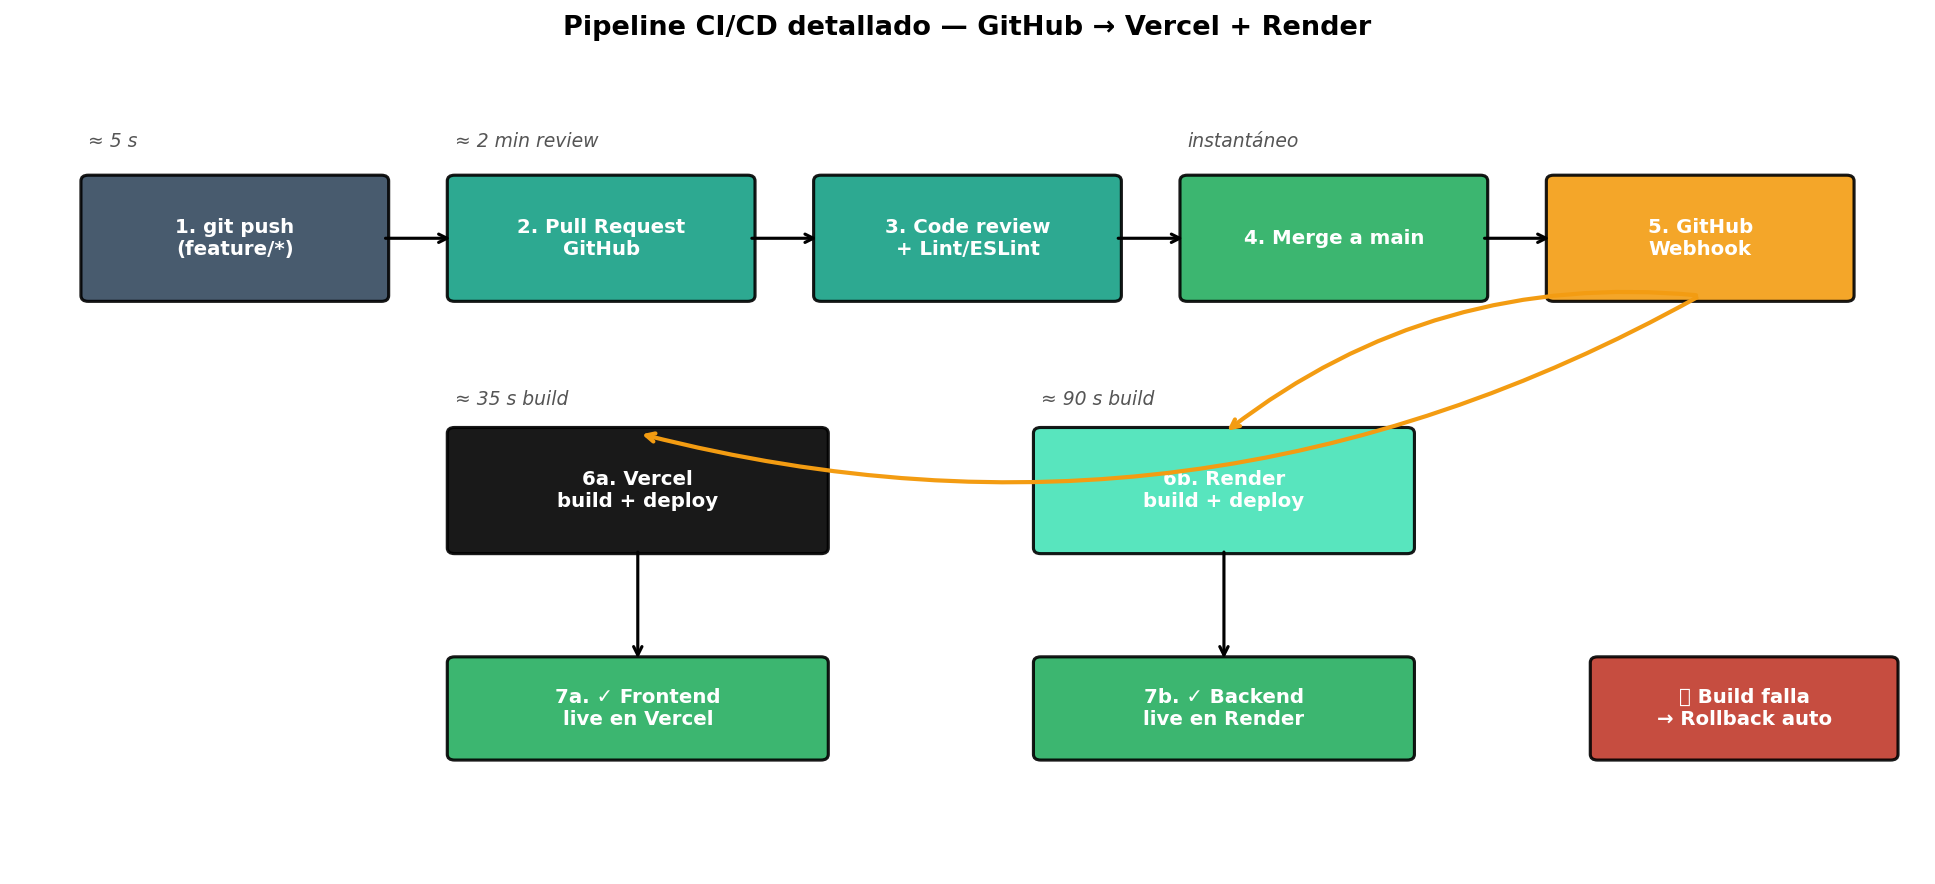 Pipeline CI/CD detallado — GitHub → Vercel + Render
≈ 5 s
≈ 2 min review
instantáneo
1. git push
(feature/*)
2. Pull Request
GitHub
3. Code review
+ Lint/ESLint
4. Merge a main
5. GitHub
Webhook
≈ 35 s build
≈ 90 s build
6a. Vercel
build + deploy
6b. Render
build + deploy
7a. ✓ Frontend
live en Vercel
7b. ✓ Backend
live en Render
Build falla
→ Rollback auto